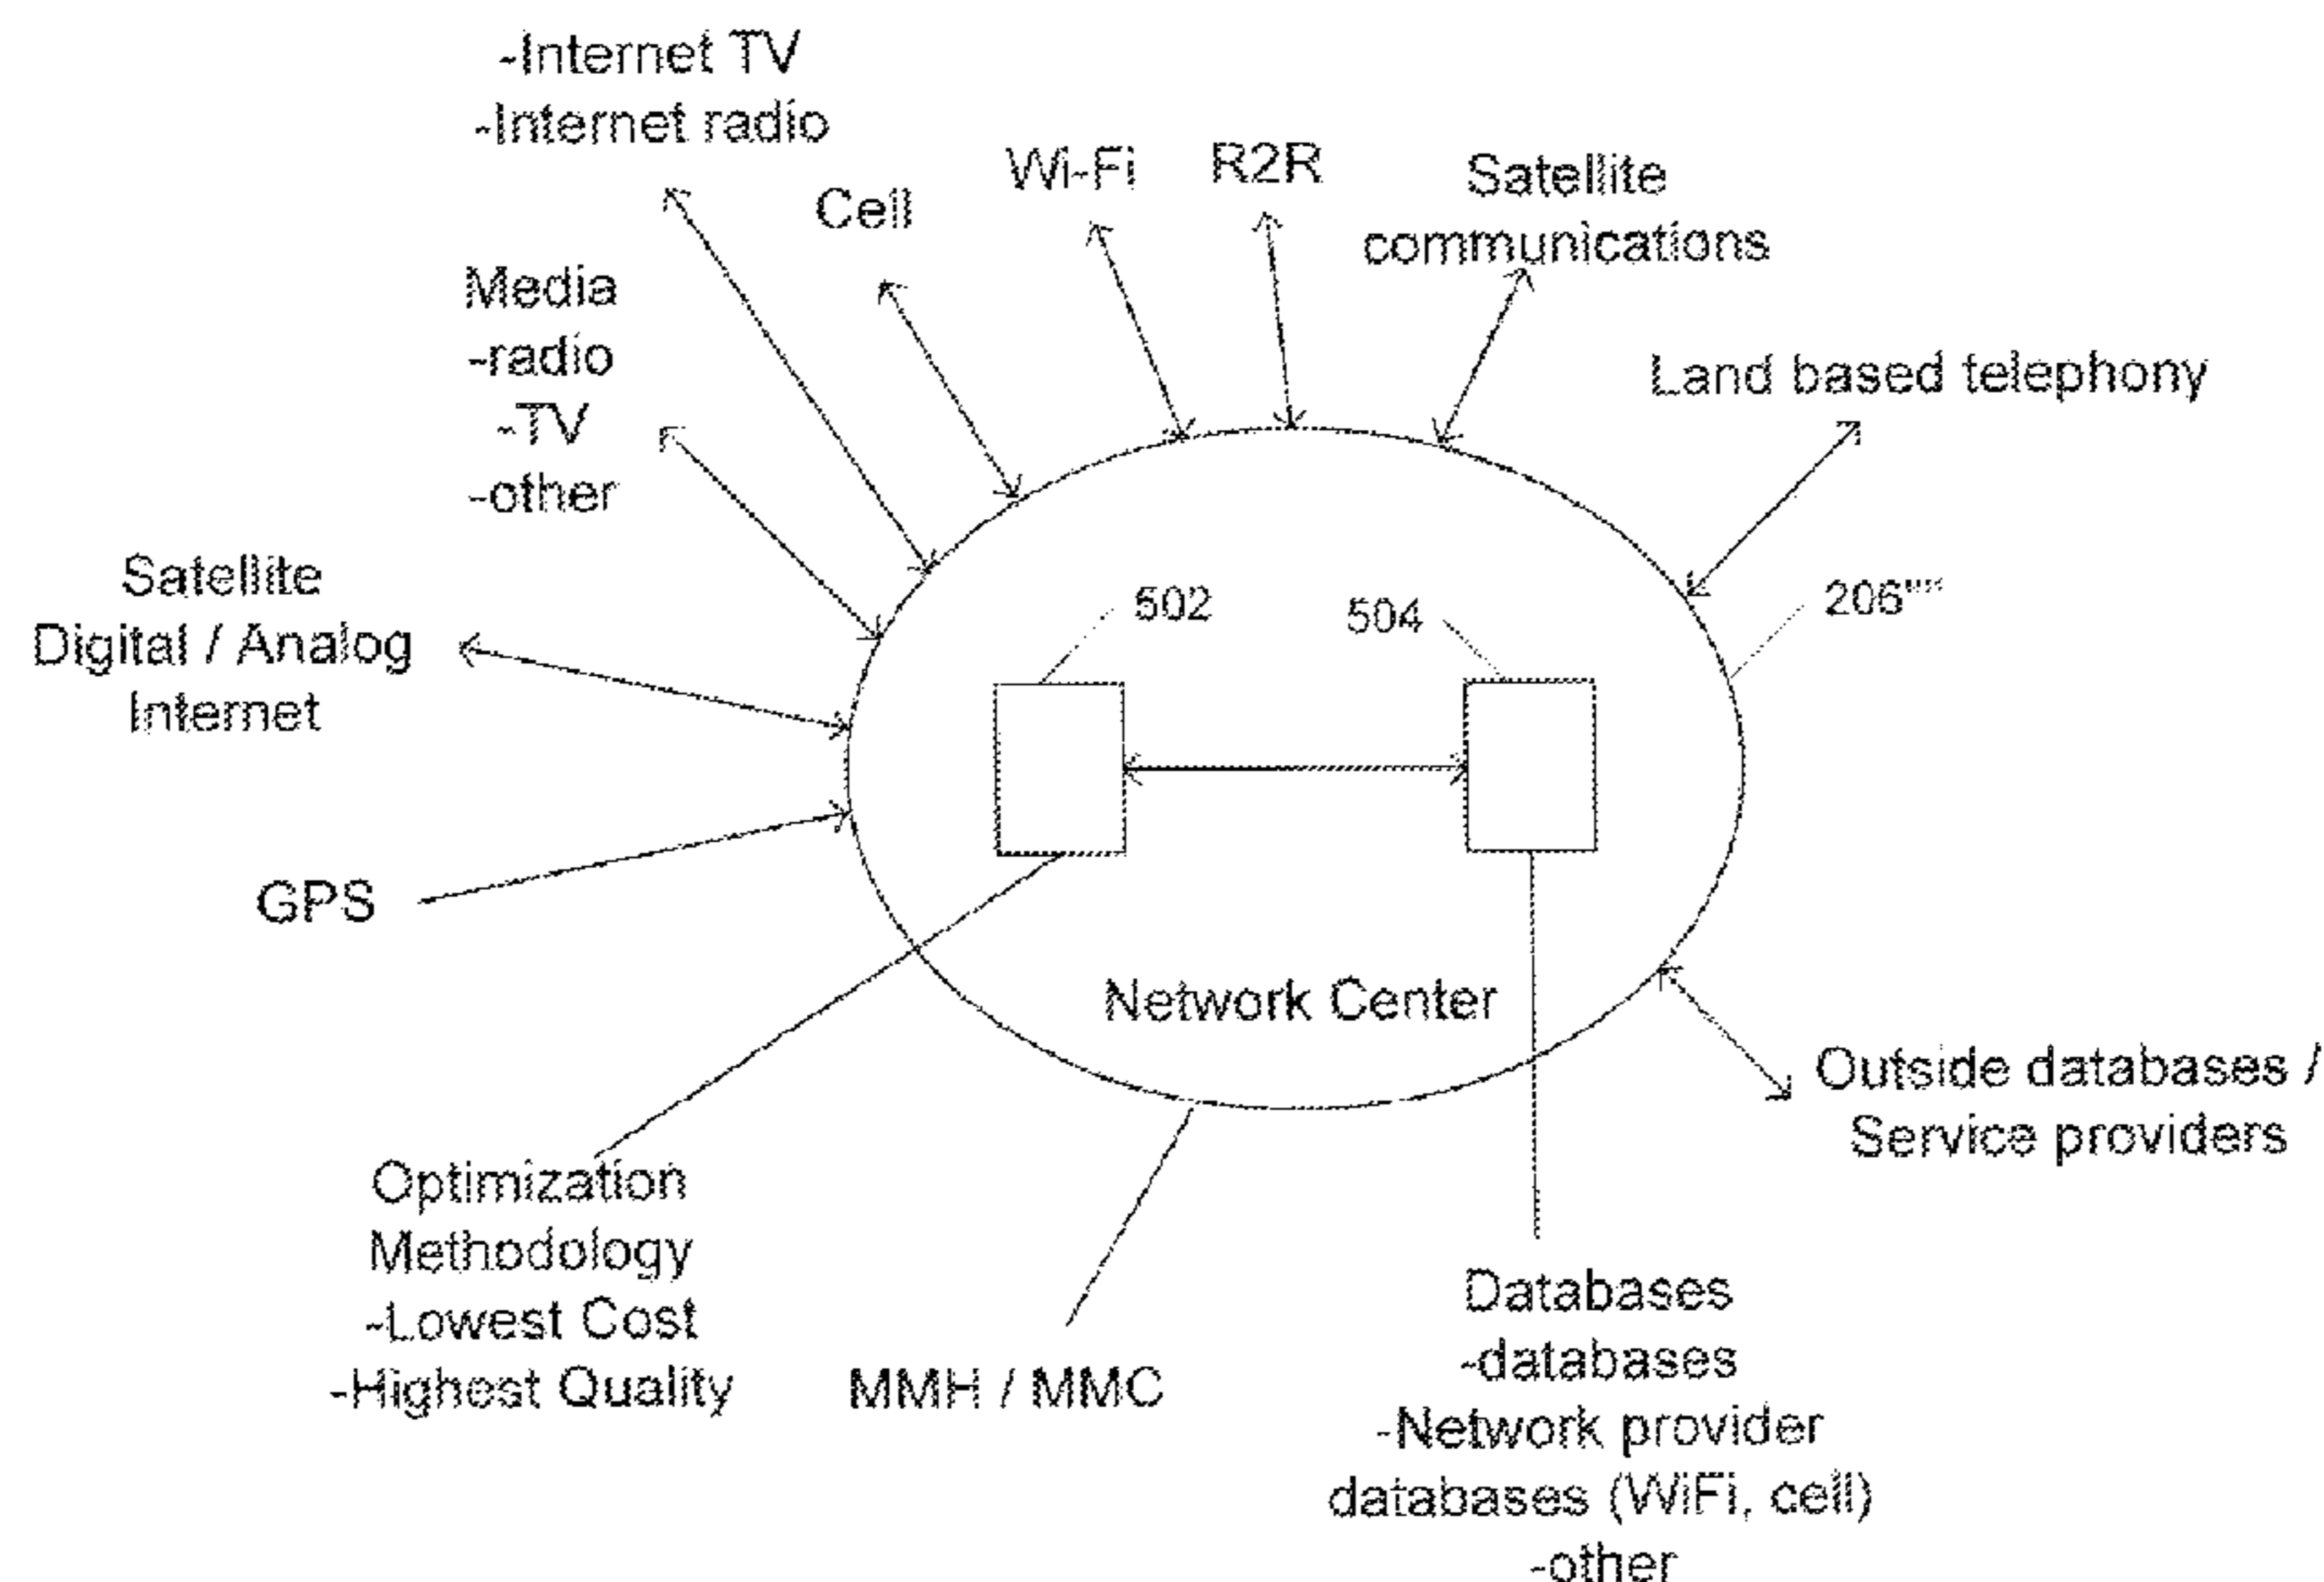 -Internet TV
-Internet radio
Cell
Wi-Fi
R2R
Satellite
communications
Media
-radio
-TV
-other
Land based telephony
Satellite
Digital / Analog
Internet
502
504
206""'
GPS
Network Center
Outside databases /
Service providers
Optimization
Methodology
-Lowest Cost
-Highest Quality
MMH / MMC
Databases
-databases
-Network provider
databases (WiFi, cell)
-other